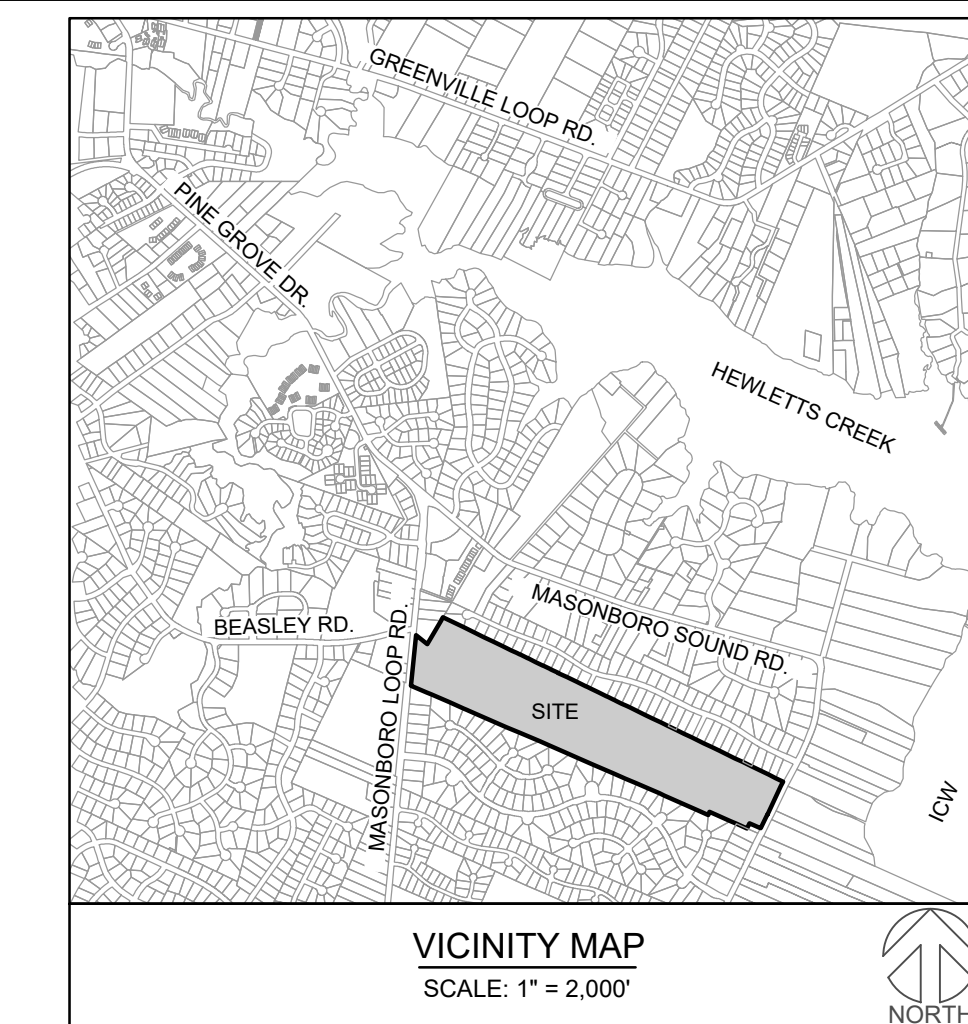 GREENVILLE LOOP RD.
PINE GROVE DR.
HEWLETTS CREEK
MASONBORO SOUND RD.
BEASLEY RD.
MASONBORO LOOP RD.
SITE
ICW
VICINITY MAP
SCALE: 1" = 2,000'
NORTH